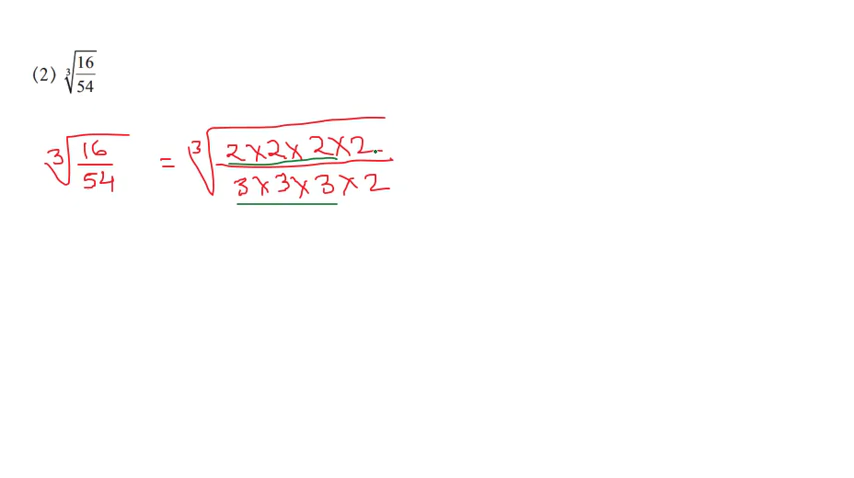 (2) ∛(16/54)
∛(16/54) = ∛((2×2×2×2)/(3×3×3×2))